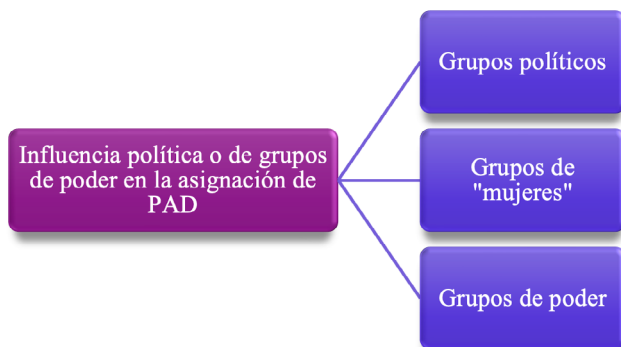 Influencia política o de grupos
de poder en la asignación de
PAD
Grupos políticos
Grupos de
"mujeres"
Grupos de poder